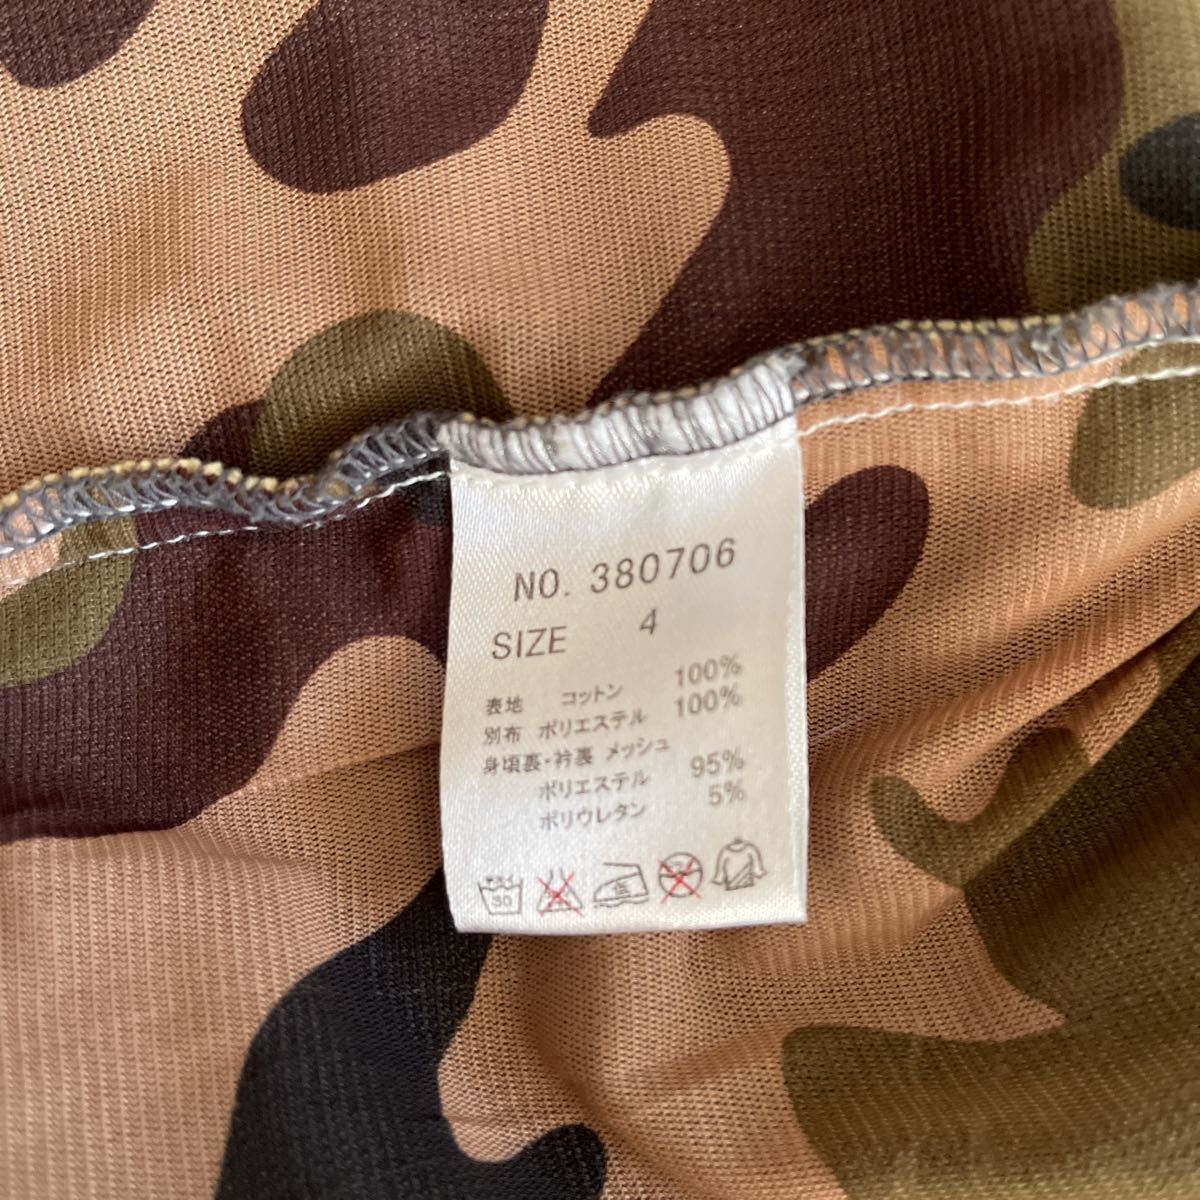 NO. 380706
SIZE 4
表地 コットン 100%
別布 ポリエステル 100%
身頃裏・衿裏 メッシュ
ポリエステル 95%
ポリウレタン 5%
30